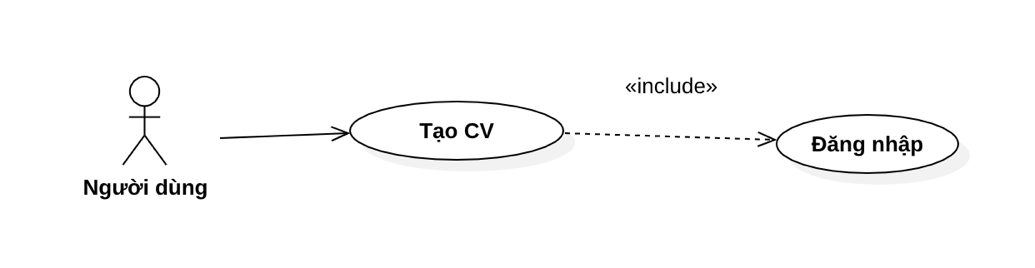 «include»
Tạo CV
Đăng nhập
Người dùng